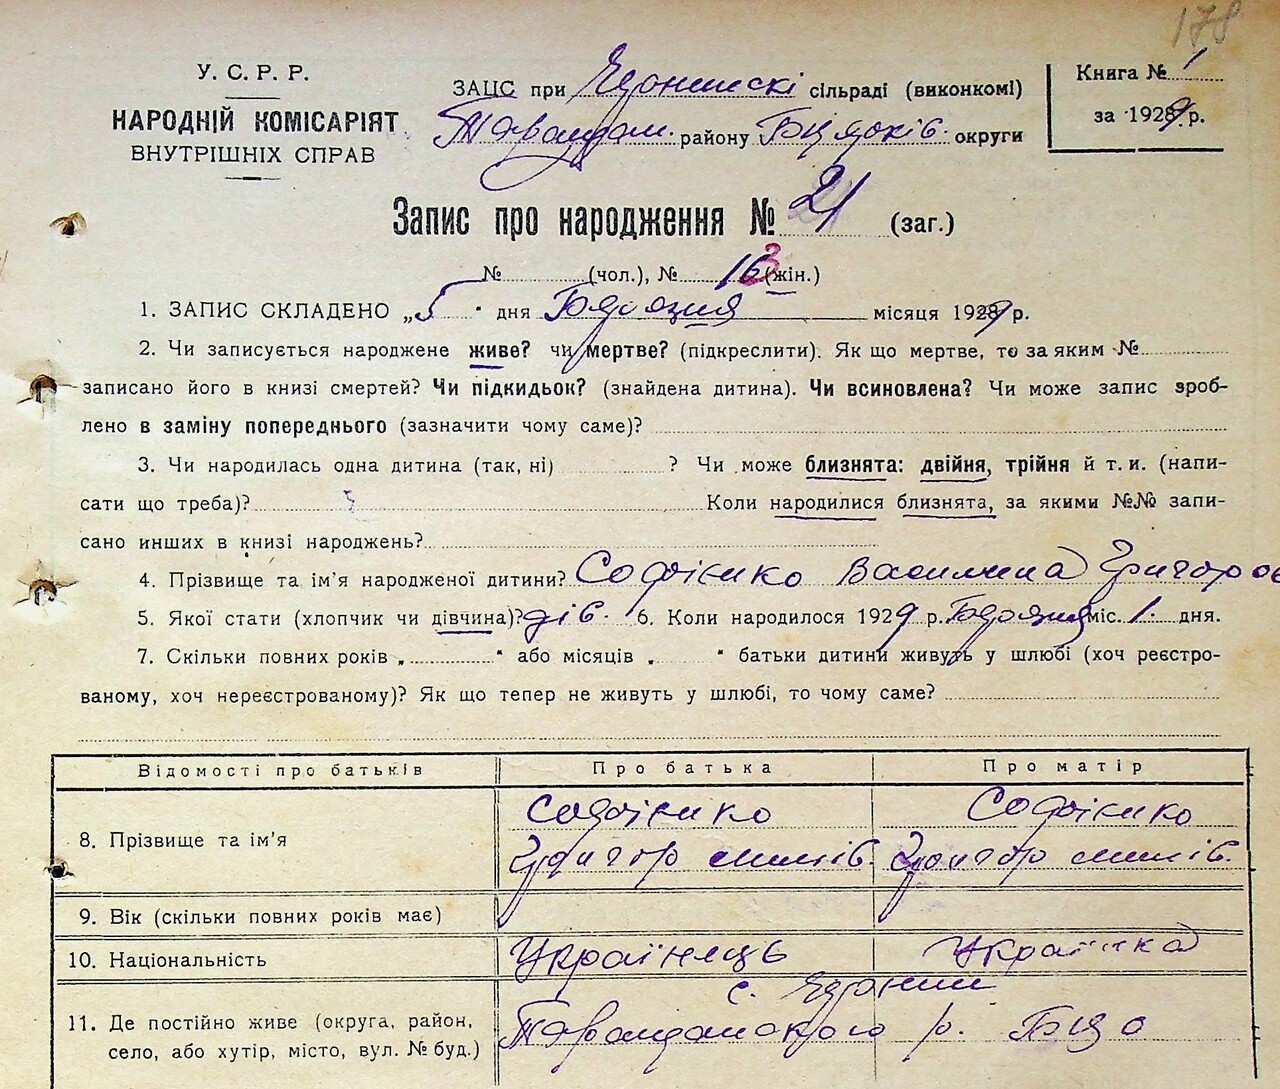 178
У. С. Р. Р.
НАРОДНІЙ КОМІСАРІЯТ
ВНУТРІШНІХ СПРАВ
ЗАЦС при сільраді (виконкомі)
району округи
Книга № 1
за 1929 р.
Запис про народження № 21 (заг.)
№ (чол.), № (жін.)
1. ЗАПИС СКЛАДЕНО „5" дня місяця 1929 р.
2. Чи записується народжене живе? чи мертве? (підкреслити). Як що мертве, то за яким №
записано його в книзі смертей? Чи підкидьок? (знайдена дитина). Чи всиновлена? Чи може запис зроб-
лено в заміну попереднього (зазначити чому саме)?
3. Чи народилась одна дитина (так, ні) ? Чи може близнята: двійня, трійня й т. и. (напи-
сати що треба)? Коли народилися близнята, за якими №№ запи-
сано инших в книзі народжень?
4. Прізвище та ім'я народженої дитини? Василина Григоров
5. Якої стати (хлопчик чи дівчина)? дів. 6. Коли народилося 1929 р. міс. 1. дня.
7. Скільки повних років „ " або місяців „ " батьки дитини живуть у шлюбі (хоч реєстро-
ваному, хоч нереєстрованому)? Як що тепер не живуть у шлюбі, то чому саме?
Відомості про батьків Про батька Про матір
8. Прізвище та ім'я
9. Вік (скільки повних років має)
10. Національність Українець Українка
11. Де постійно живе (округа, район, с.
село, або хутір, місто, вул. № буд.) р.